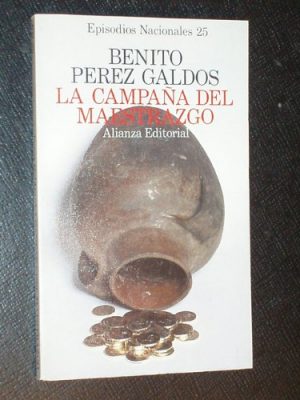 Episodios Nacionales 25
BENITO
PEREZ GALDOS
LA CAMPAÑA DEL
MAESTRAZGO
Alianza Editorial